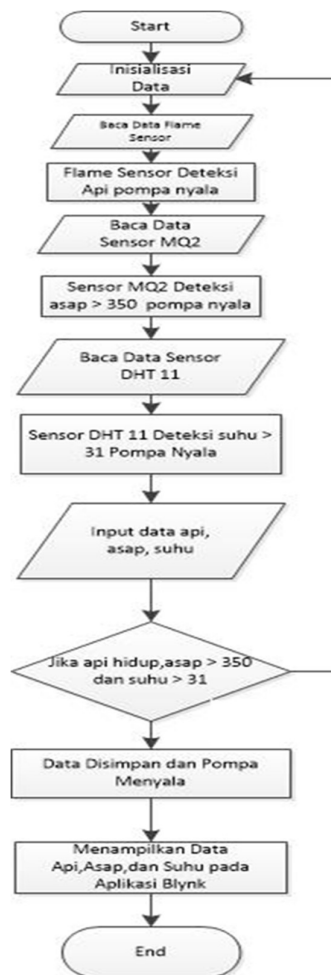 Start
Inisialisasi
Data
Baca Data Flame
Sensor
Flame Sensor Deteksi
Api pompa nyala
Baca Data
Sensor MQ2
Sensor MQ2 Deteksi
asap > 350 pompa nyala
Baca Data Sensor
DHT 11
Sensor DHT 11 Deteksi suhu >
31 Pompa Nyala
Input data api,
asap, suhu
Jika api hidup,asap > 350
dan suhu > 31
Data Disimpan dan Pompa
Menyala
Menampilkan Data
Api,Asap,dan Suhu pada
Aplikasi Blynk
End